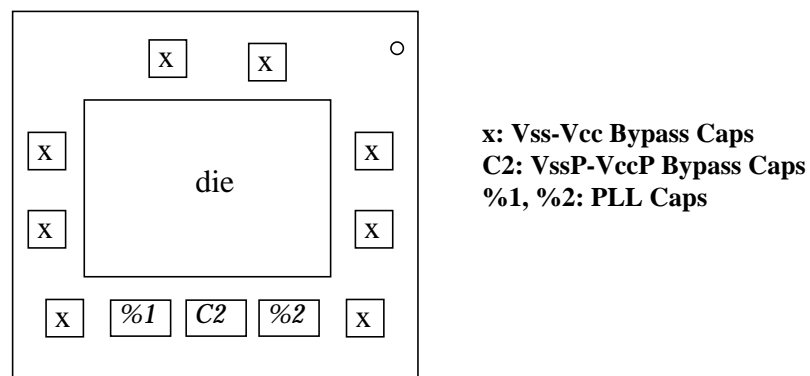 x x
x x
die
x x
x %1 C2 %2 x
x: Vss-Vcc Bypass Caps
C2: VssP-VccP Bypass Caps
%1, %2: PLL Caps